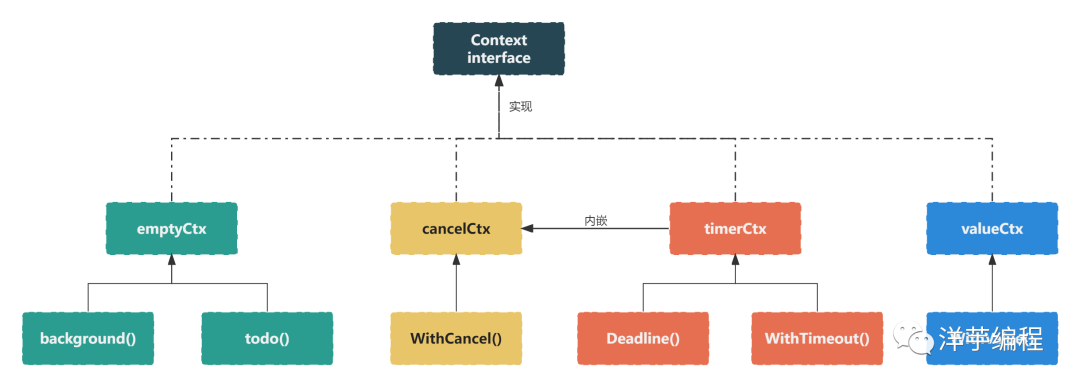 Context
interface
实现
emptyCtx
cancelCtx
内嵌
timerCtx
valueCtx
background()
todo()
WithCancel()
Deadline()
WithTimeout()
洋芋编程